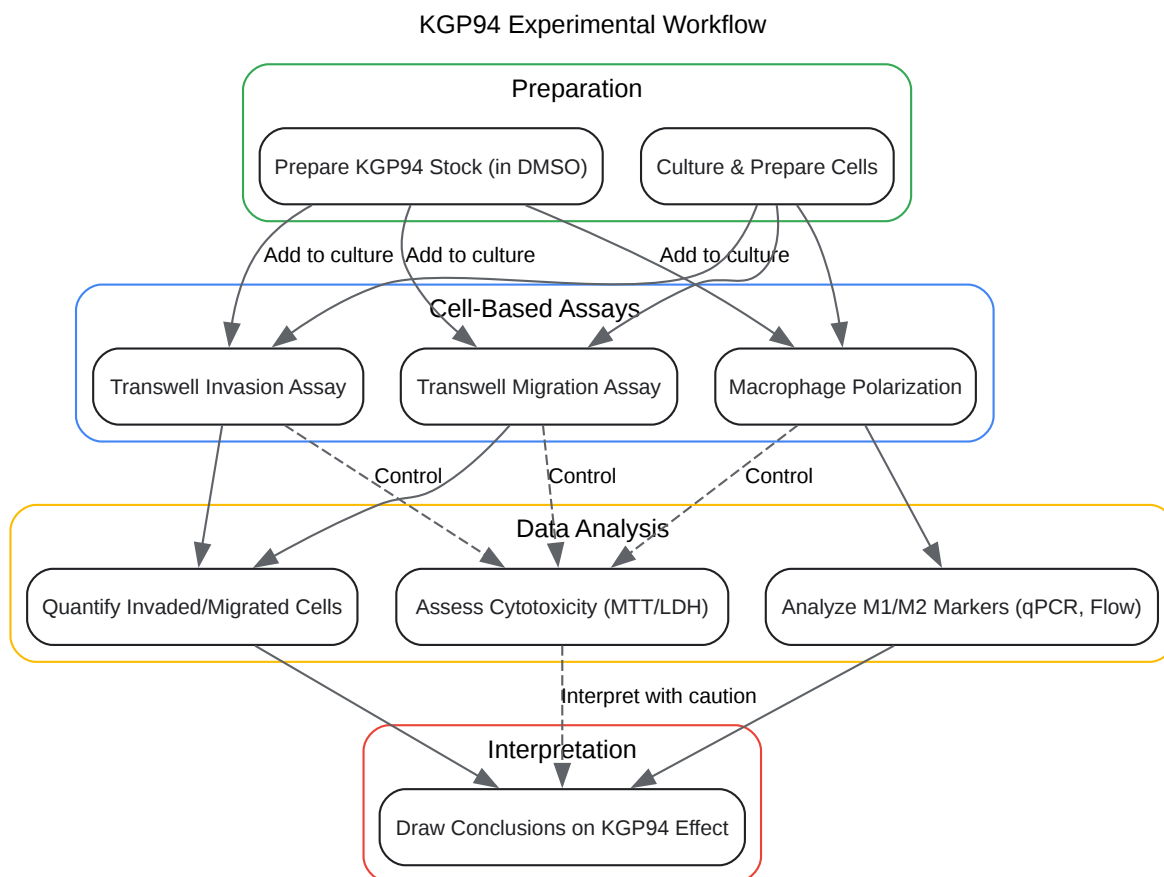 KGP94 Experimental Workflow
Preparation
Prepare KGP94 Stock (in DMSO)
Culture & Prepare Cells
Add to culture
Add to culture
Add to culture
Cell-Based Assays
Transwell Invasion Assay
Transwell Migration Assay
Macrophage Polarization
Control
Control
Control
Data Analysis
Quantify Invaded/Migrated Cells
Assess Cytotoxicity (MTT/LDH)
Analyze M1/M2 Markers (qPCR, Flow)
Interpret with caution
Interpretation
Draw Conclusions on KGP94 Effect